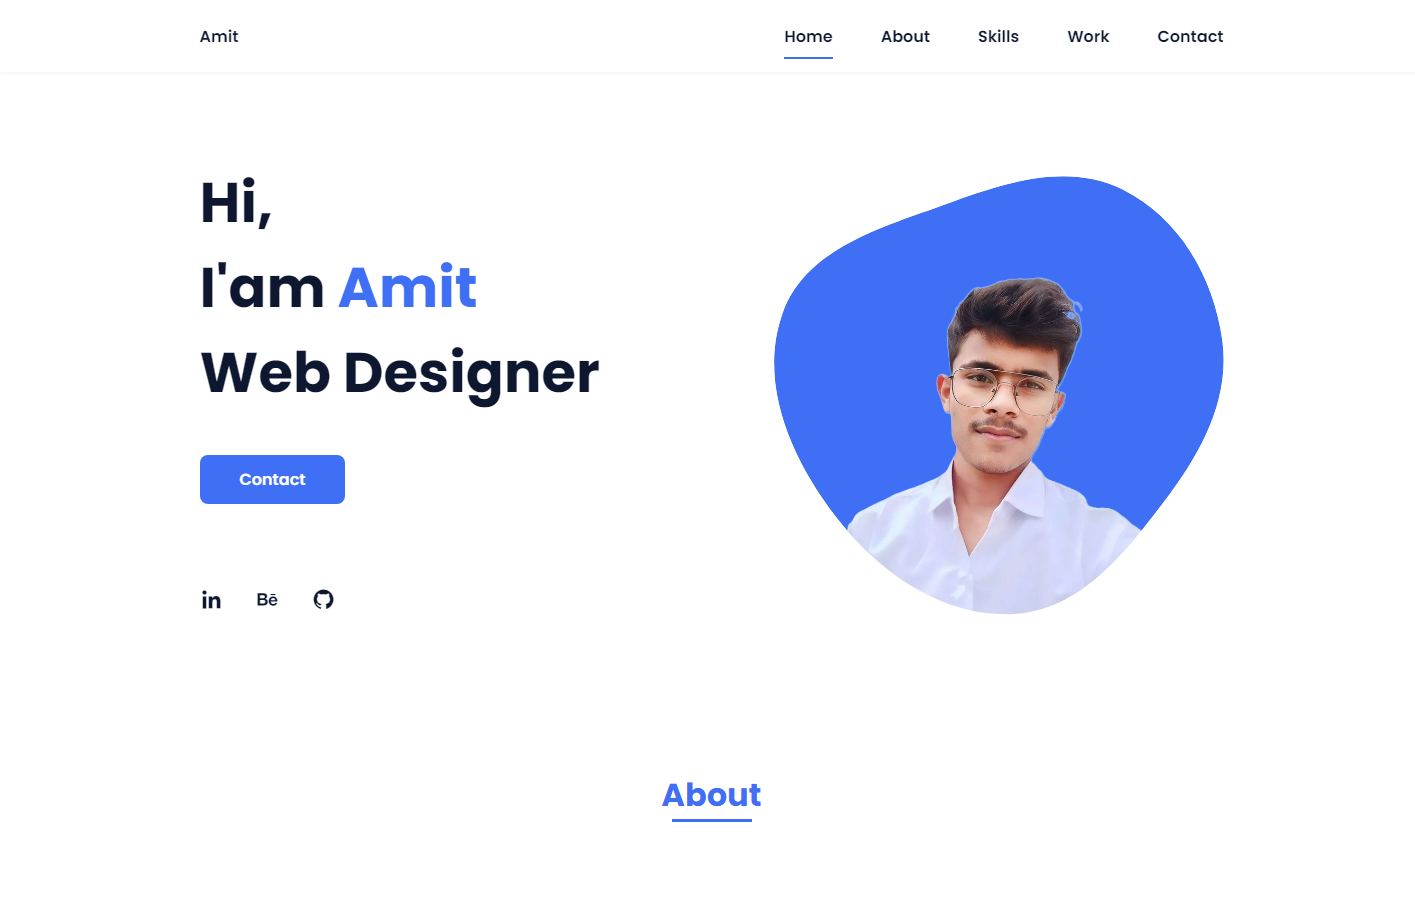 Amit
Home About Skills Work Contact
Hi,
I'am Amit
Web Designer
Contact
in Bē
About